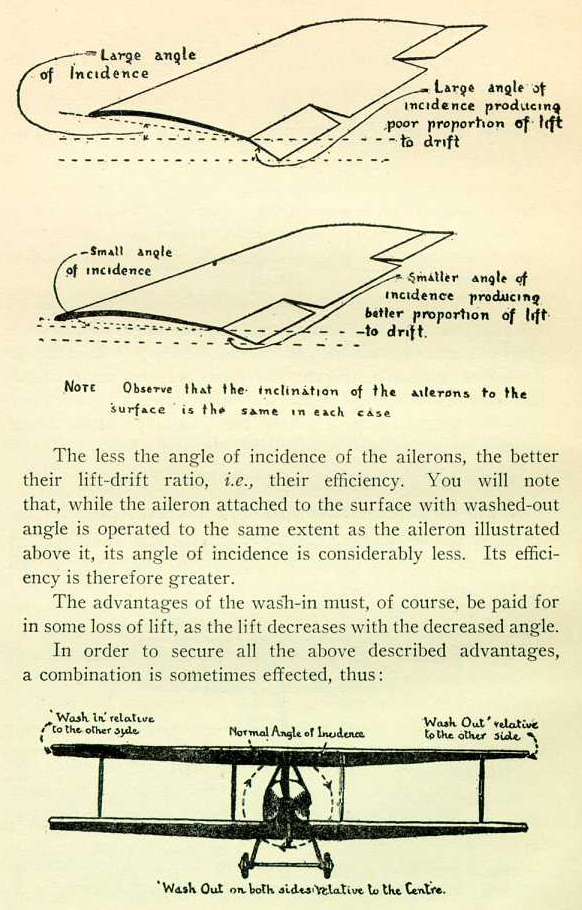 Large angle
of Incidence
Large angle of
incidence producing
poor proportion of lift
to drift
Small angle
of incidence
Smaller angle of
incidence producing
better proportion of lift
to drift.
NOTE Observe that the inclination of the ailerons to the
surface is the same in each case
The less the angle of incidence of the ailerons, the better
their lift-drift ratio, i.e., their efficiency. You will note
that, while the aileron attached to the surface with washed-out
angle is operated to the same extent as the aileron illustrated
above it, its angle of incidence is considerably less. Its effici-
ency is therefore greater.
The advantages of the wash-in must, of course, be paid for
in some loss of lift, as the lift decreases with the decreased angle.
In order to secure all the above described advantages,
a combination is sometimes effected, thus:
'Wash in' relative
to the other side
Normal Angle of Incidence
Wash Out' relative
to the other side
'Wash Out on both sides relative to the Centre.